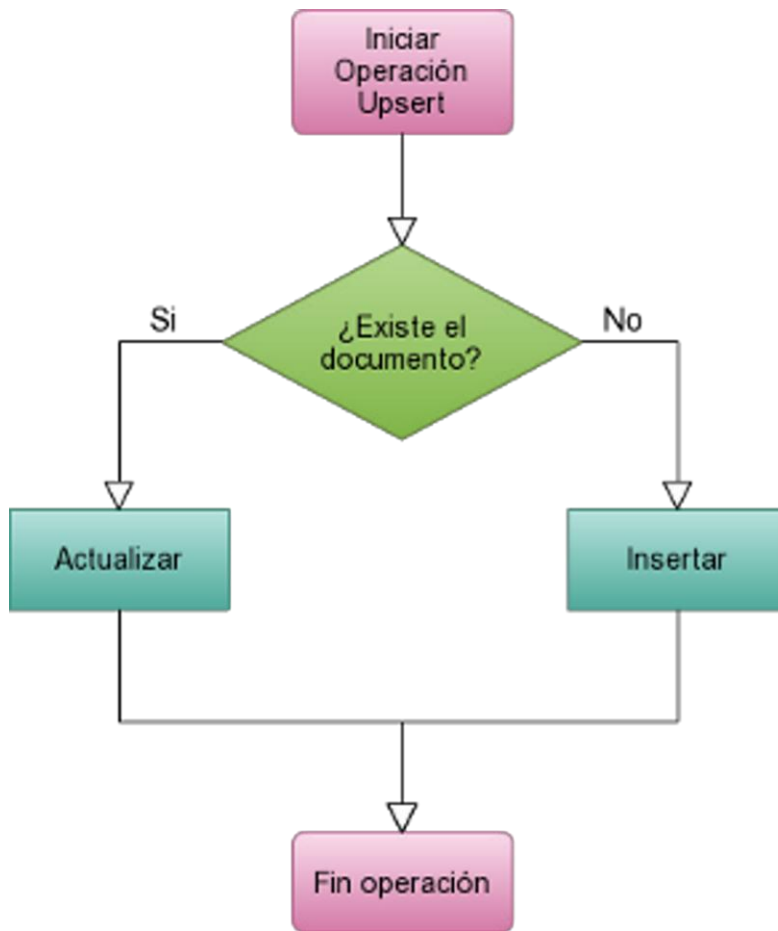 Iniciar
Operación
Upsert
¿Existe el
documento?
Si
No
Actualizar
Insertar
Fin operación